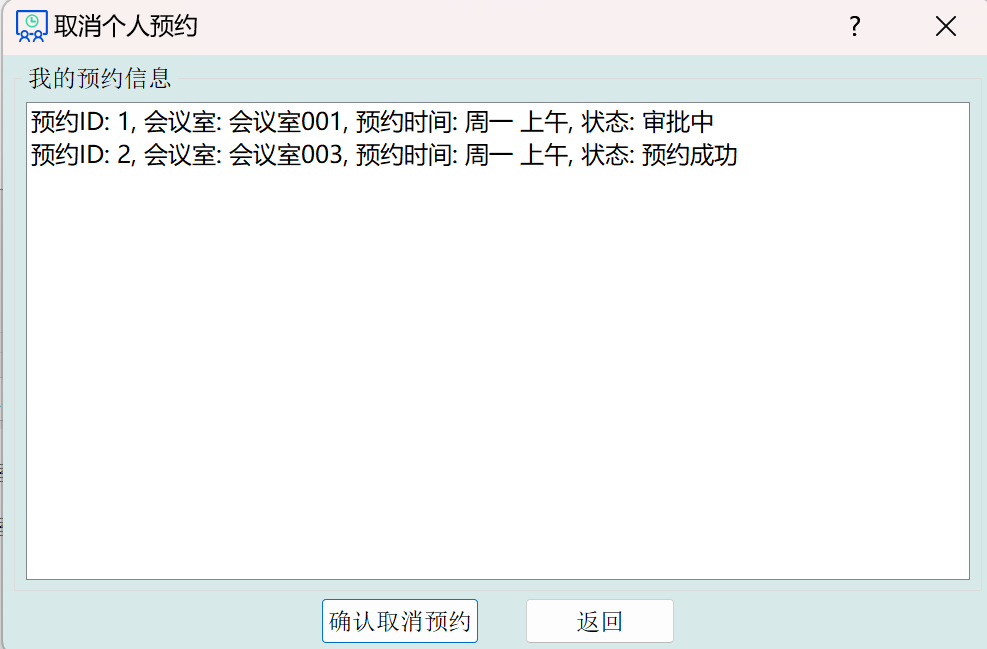 取消个人预约
?
我的预约信息
预约ID: 1, 会议室: 会议室001, 预约时间: 周一 上午, 状态: 审批中
预约ID: 2, 会议室: 会议室003, 预约时间: 周一 上午, 状态: 预约成功
确认取消预约
返回